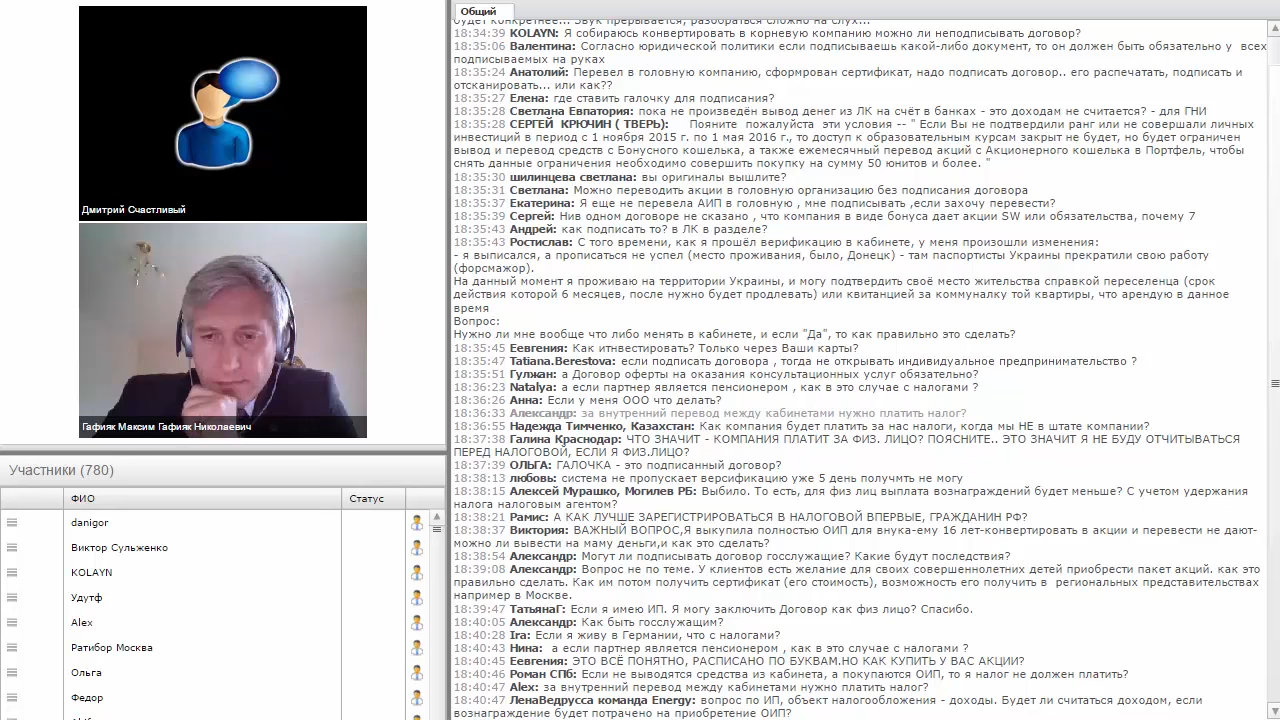 Дмитрий Счастливый
Гафияк Максим Гафияк Николаевич
Участники (780)
ФИО
Статус
danigor
Виктор Сульженко
KOLAYN
Удутф
Alex
Ратибор Москва
Ольга
Федор
Общий
будет конкретнее... Звук прерывается, разобраться сложно на слух...
18:34:39 KOLAYN: Я собираюсь конвертировать в корневую компанию можно ли неподписывать договор?
18:35:06 Валентина: Согласно юридической политики если подписываешь какой-либо документ, то он должен быть обязательно у всех
подписываемых на руках
18:35:24 Анатолий: Перевел в головную компанию, сформирован сертификат, надо подписать договор.. его распечатать, подписать и
отсканировать... или как??
18:35:27 Елена: где ставить галочку для подписания?
18:35:28 Светлана Евпатория: пока не произведён вывод денег из ЛК на счёт в банках - это доходам не считается? - для ГНИ
18:35:28 СЕРГЕЙ КРЮЧИН ( ТВЕРЬ): Пояните пожалуйста эти условия -- " Если Вы не подтвердили ранг или не совершали личных
инвестиций в период с 1 ноября 2015 г. по 1 мая 2016 г., то доступ к образовательным курсам закрыт не будет, но будет ограничен
вывод и перевод средств с Бонусного кошелька, а также ежемесячный перевод акций с Акционерного кошелька в Портфель, чтобы
снять данные ограничения необходимо совершить покупку на сумму 50 юнитов и более. "
18:35:30 шилинцева светлана: вы оригиналы вышлите?
18:35:31 Светлана: Можно переводить акции в головную организацию без подписания договора
18:35:37 Екатерина: Я еще не перевела АИП в головную , мне подписывать ,если захочу перевести?
18:35:39 Сергей: Нив одном договоре не сказано , что компания в виде бонуса дает акции SW или обязательства, почему 7
18:35:43 Андрей: как подписать то? в ЛК в разделе?
18:35:43 Ростислав: С того времени, как я прошёл верификацию в кабинете, у меня произошли изменения:
- я выписался, а прописаться не успел (место проживания, было, Донецк) - там паспортисты Украины прекратили свою работу
(форсмажор).
На данный момент я проживаю на территории Украины, и могу подтвердить своё место жительства справкой переселенца (срок
действия которой 6 месяцев, после нужно будет продлевать) или квитанцией за коммуналку той квартиры, что арендую в данное
время
Вопрос:
Нужно ли мне вообще что либо менять в кабинете, и если "Да", то как правильно это сделать?
18:35:45 Еевгения: Как итнвестировать? Только через Ваши карты?
18:35:47 Tatiana.Berestova: если подписать договора , тогда не открывать индивидуальное предпринимательство ?
18:35:51 Гулжан: а Договор оферты на оказания консультационных услуг обязательно?
18:36:23 Natalya: а если партнер является пенсионером , как в это случае с налогами ?
18:36:26 Анна: Если у меня ООО что делать?
18:36:33 Александр: за внутренний перевод между кабинетами нужно платить налог?
18:36:55 Надежда Тимченко, Казахстан: Как компания будет платить за нас налоги, когда мы НЕ в штате компании?
18:37:38 Галина Краснодар: ЧТО ЗНАЧИТ - КОМПАНИЯ ПЛАТИТ ЗА ФИЗ. ЛИЦО? ПОЯСНИТЕ.. ЭТО ЗНАЧИТ Я НЕ БУДУ ОТЧИТЫВАТЬСЯ
ПЕРЕД НАЛОГОВОЙ, ЕСЛИ Я ФИЗ.ЛИЦО?
18:37:39 ОЛЬГА: ГАЛОЧКА - это подписанный договор?
18:38:13 любовь: система не пропускает версификацию уже 5 день получмть не могу
18:38:15 Алексей Мурашко, Могилев РБ: Выбило. То есть, для физ лиц выплата вознаграждений будет меньше? С учетом удержания
налога налоговым агентом?
18:38:21 Рамис: А КАК ЛУЧШЕ ЗАРЕГИСТРИРОВАТЬСЯ В НАЛОГОВОЙ ВПЕРВЫЕ, ГРАЖДАНИН РФ?
18:38:37 Виктория: ВАЖНЫЙ ВОПРОС,Я выкупила полностью ОИП для внука-ему 16 лет-конвертировать в акции и перевести не дают-
можно ли вывести на маму деньги,и как это сделать?
18:38:54 Александр: Могут ли подписывать договор госслужащие? Какие будут последствия?
18:39:08 Александр: Вопрос не по теме. У клиентов есть желание для своих совершеннолетних детей приобрести пакет акций. как это
правильно сделать. Как им потом получить сертификат (его стоимость), возможность его получить в региональных представительствах
например в Москве.
18:39:47 ТатьянаГ: Если я имею ИП. Я могу заключить Договор как физ лицо? Спасибо.
18:40:05 Александр: Как быть госслужащим?
18:40:28 Ira: Если я живу в Германии, что с налогами?
18:40:43 Нина: а если партнер является пенсионером , как в это случае с налогами ?
18:40:45 Еевгения: ЭТО ВСЁ ПОНЯТНО, РАСПИСАНО ПО БУКВАМ.НО КАК КУПИТЬ У ВАС АКЦИИ?
18:40:46 Роман СПб: Если не выводятся средства из кабинета, а покупаются ОИП, то я налог не должен платить?
18:40:47 Alex: за внутренний перевод между кабинетами нужно платить налог?
18:40:47 ЛенаВедрусса команда Energy: вопрос по ИП, объект налогообложения - доходы. Будет ли считаться доходом, если
вознаграждение будет потрачено на приобретение ОИП?